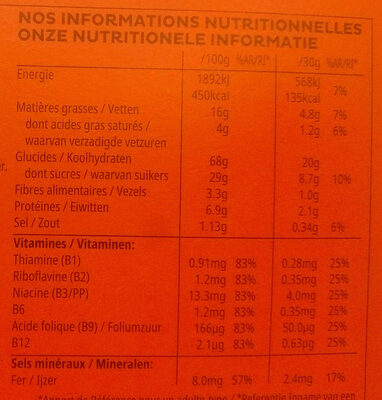 NOS INFORMATIONS NUTRITIONNELLES
ONZE NUTRITIONELE INFORMATIE
/100g %AR/RI* /30g %AR/RI*
Energie 1892kj 568kj
450kcal 135kcal 7%
Matières grasses / Vetten 16g 4.8g 7%
dont acides gras saturés / 4g 1.2g 6%
waarvan verzadigde vetzuren
Glucides / Koolhydraten 68g 20g
dont sucres / waarvan suikers 29g 8.7g 10%
Fibres alimentaires / Vezels 3.3g 1.0g
Protéines / Eiwitten 6.9g 2.1g
Sel / Zout 1.13g 0.34g 6%
Vitamines / Vitaminen:
Thiamine (B1) 0.91mg 83% 0.28mg 25%
Riboflavine (B2) 1.2mg 83% 0.35mg 25%
Niacine (B3/PP) 13.3mg 83% 4.0mg 25%
B6 1.2mg 83% 0.35mg 25%
Acide folique (B9) / Foliumzuur 166µg 83% 50.0µg 25%
B12 2.1µg 83% 0.63µg 25%
Sels minéraux / Mineralen:
Fer / Ijzer 8.0mg 57% 2.4mg 17%
*Apport de Référence pour un adulte type / *Referentie Inname van een